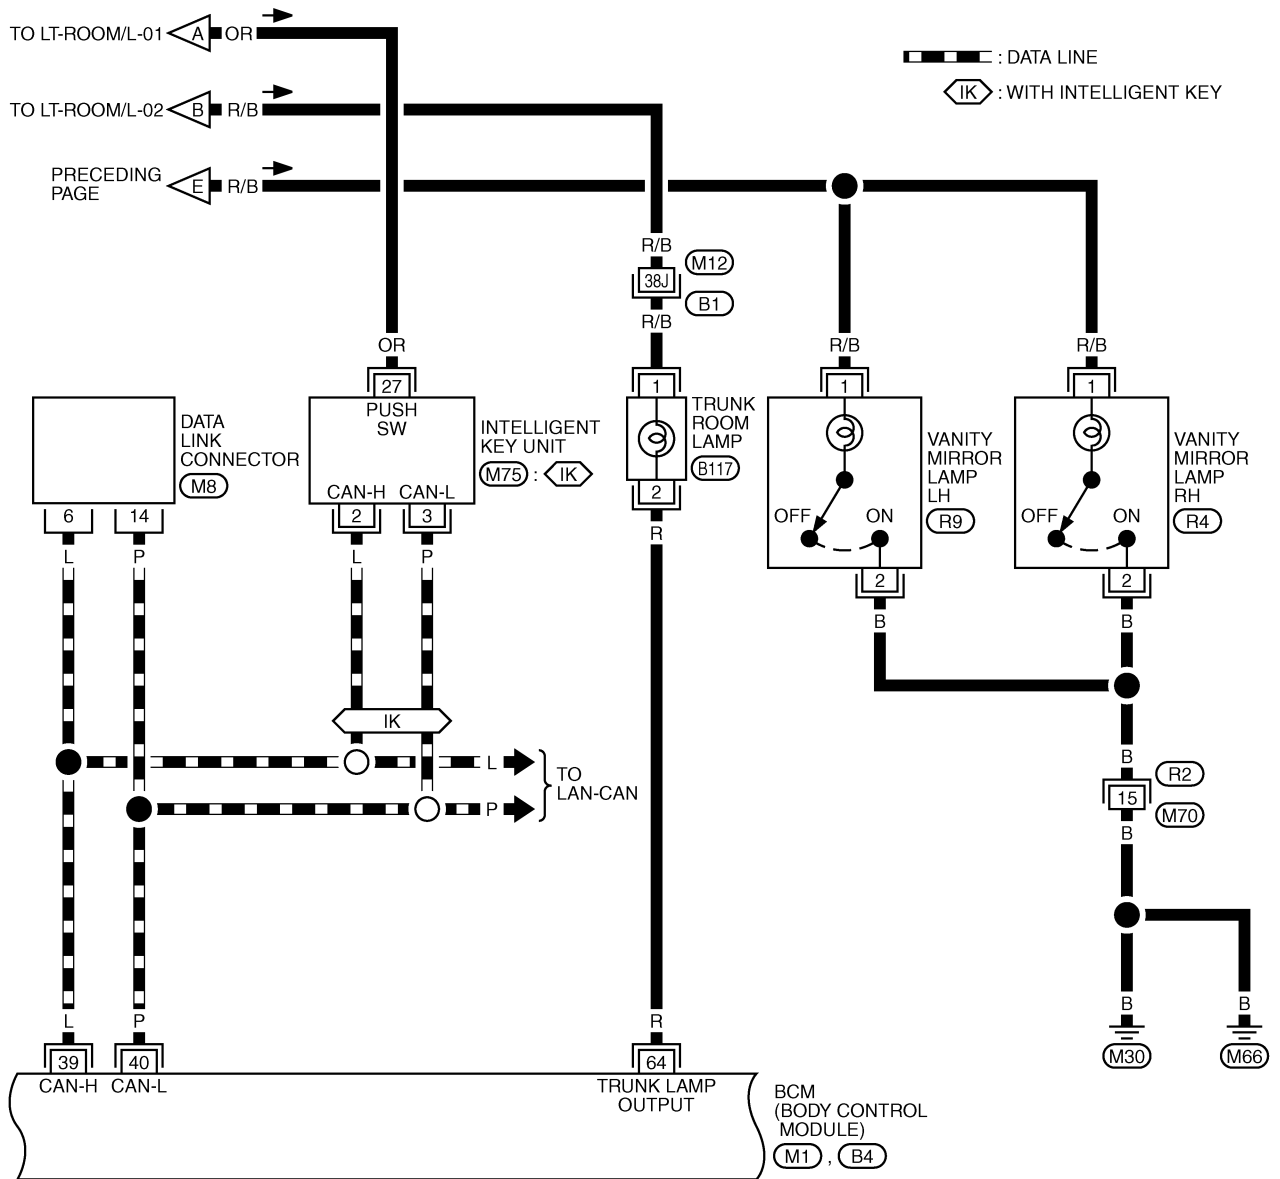 TO LT-ROOM/L-01 A OR
: DATA LINE
TO LT-ROOM/L-02 B R/B
IK : WITH INTELLIGENT KEY
PRECEDING
PAGE
E R/B
R/B
M12
38J
B1
R/B
OR
R/B
R/B
27
1
1
1
PUSH
SW
DATA
LINK
CONNECTOR
M8
INTELLIGENT
KEY UNIT
M75 : IK
CAN-H CAN-L
TRUNK
ROOM
LAMP
B117
VANITY
MIRROR
LAMP
LH
R9
VANITY
MIRROR
LAMP
RH
R4
OFF ON
OFF ON
6 14
2 3
2
2
2
L P
L P
R
B
B
IK
L
P
TO
LAN-CAN
B
R2
15
M70
B
B B
M30 M66
L P
R
39 40
64
CAN-H CAN-L
TRUNK LAMP
OUTPUT
BCM
(BODY CONTROL
MODULE)
M1 , B4